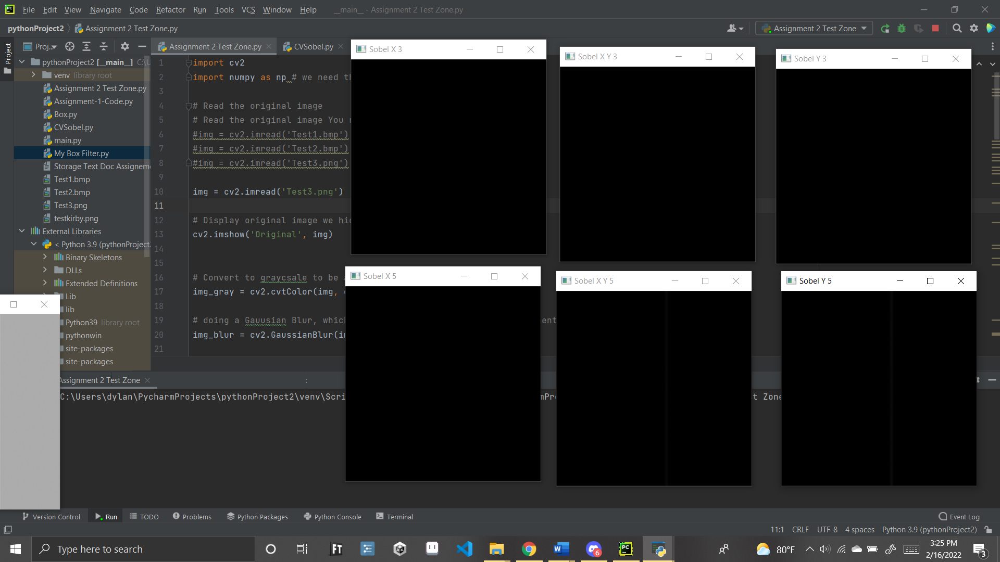 File Edit View Navigate Code Refactor Run Tools VCS Window Help __main__ - Assignment 2 Test Zone.py
pythonProject2 Assignment 2 Test Zone.py
Assignment 2 Test Zone
Project
Proj...
Assignment 2 Test Zone.py
CVSobel.py
pythonProject2 [__main__] C:\U
venv library root
Assignment 2 Test Zone.py
Assignment-1-Code.py
Box.py
CVSobel.py
main.py
My Box Filter.py
Storage Text Doc Assigneme
Test1.bmp
Test2.bmp
Test3.png
testkirby.png
External Libraries
< Python 3.9 (pythonProject2
Binary Skeletons
DLLs
Extended Definitions
Lib
lib
Python39 library root
pythonwin
site-packages
site-packages
1 import cv2
2 import numpy as np # we need th
3
4 # Read the original image
5 # Read the original image You n
6 #img = cv2.imread('Test1.bmp')
7 #img = cv2.imread('Test2.bmp')
8 #img = cv2.imread('Test3.png')
9
10 img = cv2.imread('Test3.png')
11
12 # Display original image we hid
13 cv2.imshow('Original', img)
14
15
16 # Convert to graycsale to be
17 img_gray = cv2.cvtColor(img,
18
19 # doing a Gauusian Blur, whic ent
20 img_blur = cv2.GaussianBlur(i
21
Sobel X 3
Sobel X Y 3
Sobel Y 3
Sobel X 5
Sobel X Y 5
Sobel Y 5
Assignment 2 Test Zone
:
C:\Users\dylan\PycharmProjects\pythonProject2\venv\Scri mPr t Zone
Version Control Run TODO Problems Python Packages Python Console Terminal Event Log
11:1 CRLF UTF-8 4 spaces Python 3.9 (pythonProject2)
Type here to search
FT
6
PC
80°F
3:25 PM
2/16/2022
3